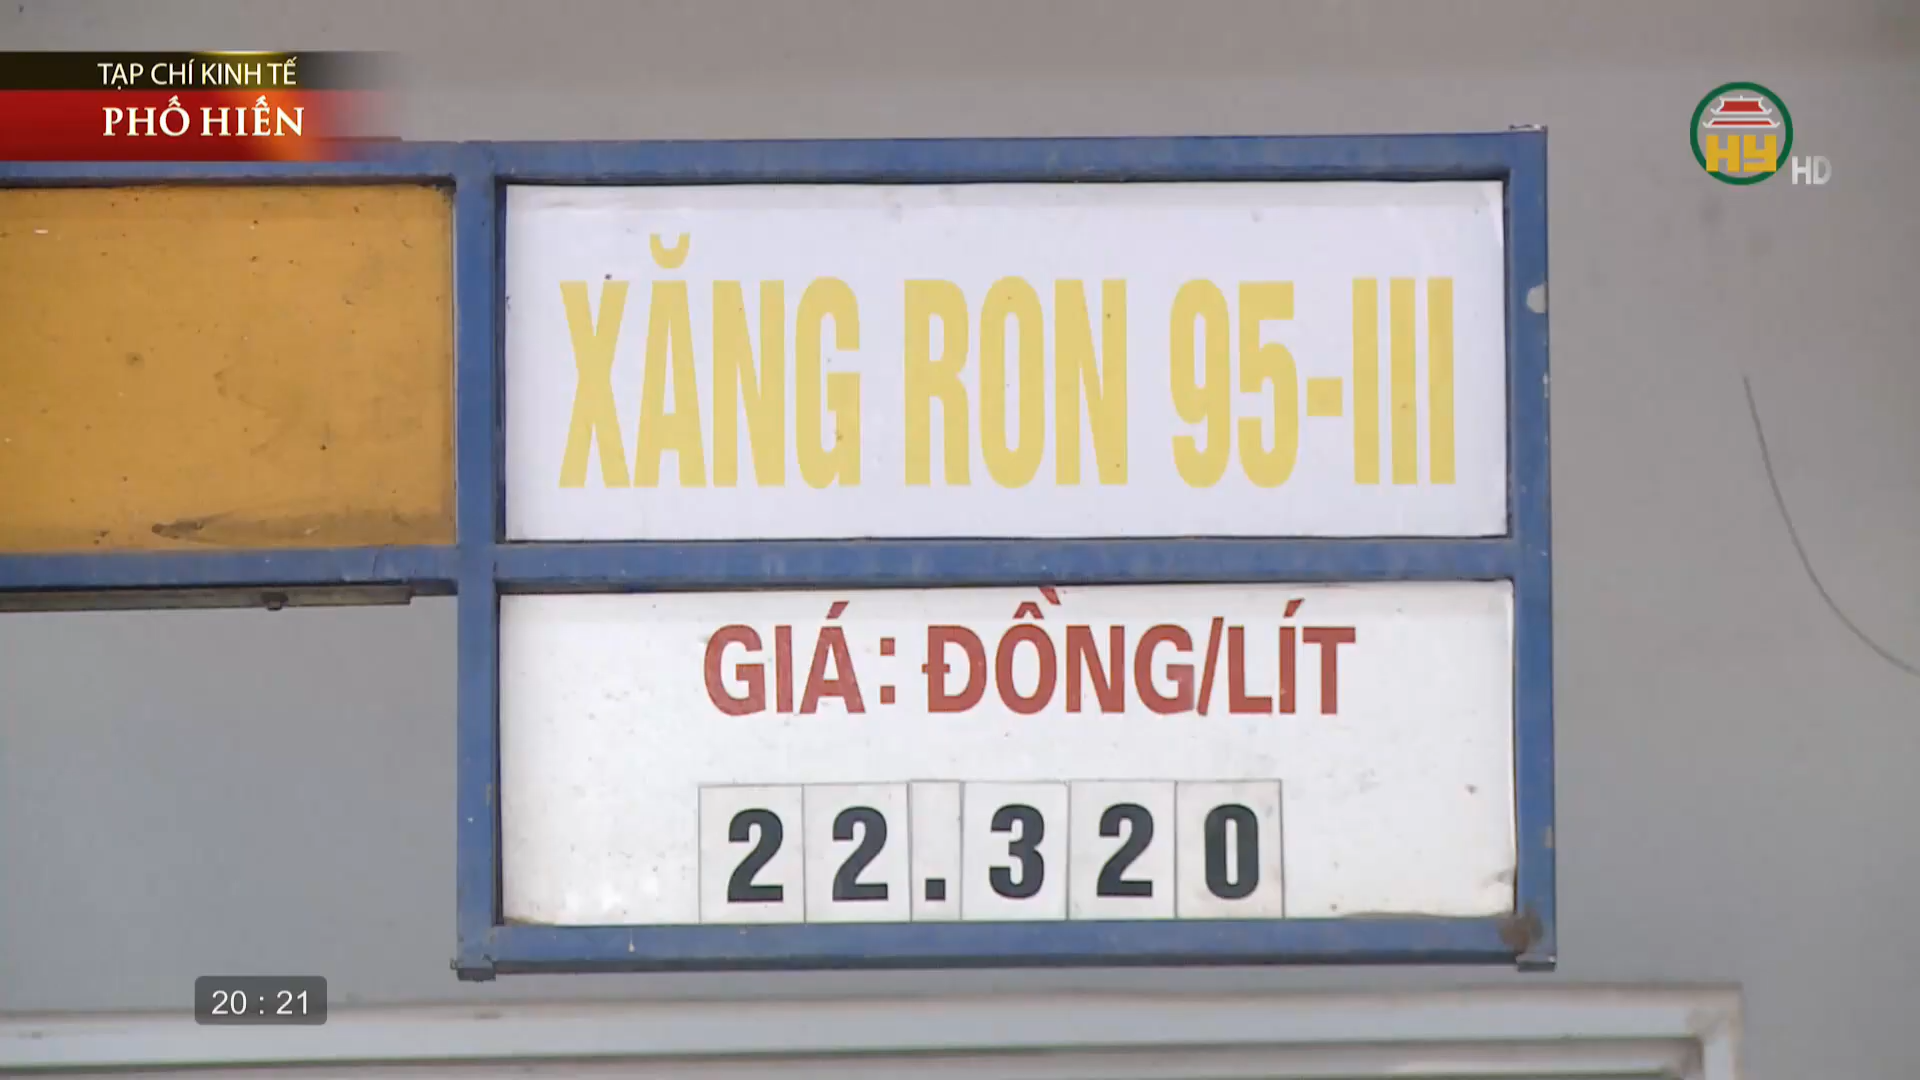 TẠP CHÍ KINH TẾ
PHỐ HIẾN
HY HD
XĂNG RON 95-III
GIÁ: ĐỒNG/LÍT
22.320
20 : 21